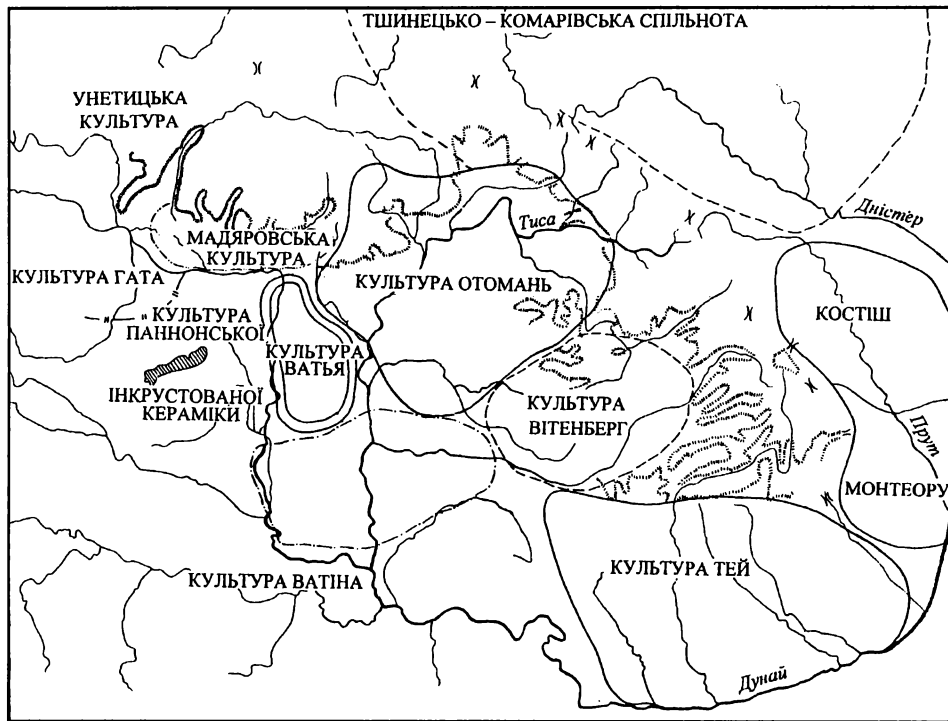 ТШИНЕЦЬКО – КОМАРІВСЬКА СПІЛЬНОТА
УНЕТИЦЬКА
КУЛЬТУРА
Дністер
Тиса
МАДЯРОВСЬКА
КУЛЬТУРА
КУЛЬТУРА ГАТА
КУЛЬТУРА ОТОМАНЬ
КОСТІШ
КУЛЬТУРА
ПАННОНСЬКОЇ
ІНКРУСТОВАНОЇ
КЕРАМІКИ
КУЛЬТУРА
ВАТЬЯ
КУЛЬТУРА
ВІТЕНБЕРГ
Прут
МОНТЕОРУ
КУЛЬТУРА ВАТІНА
КУЛЬТУРА ТЕЙ
Дунай